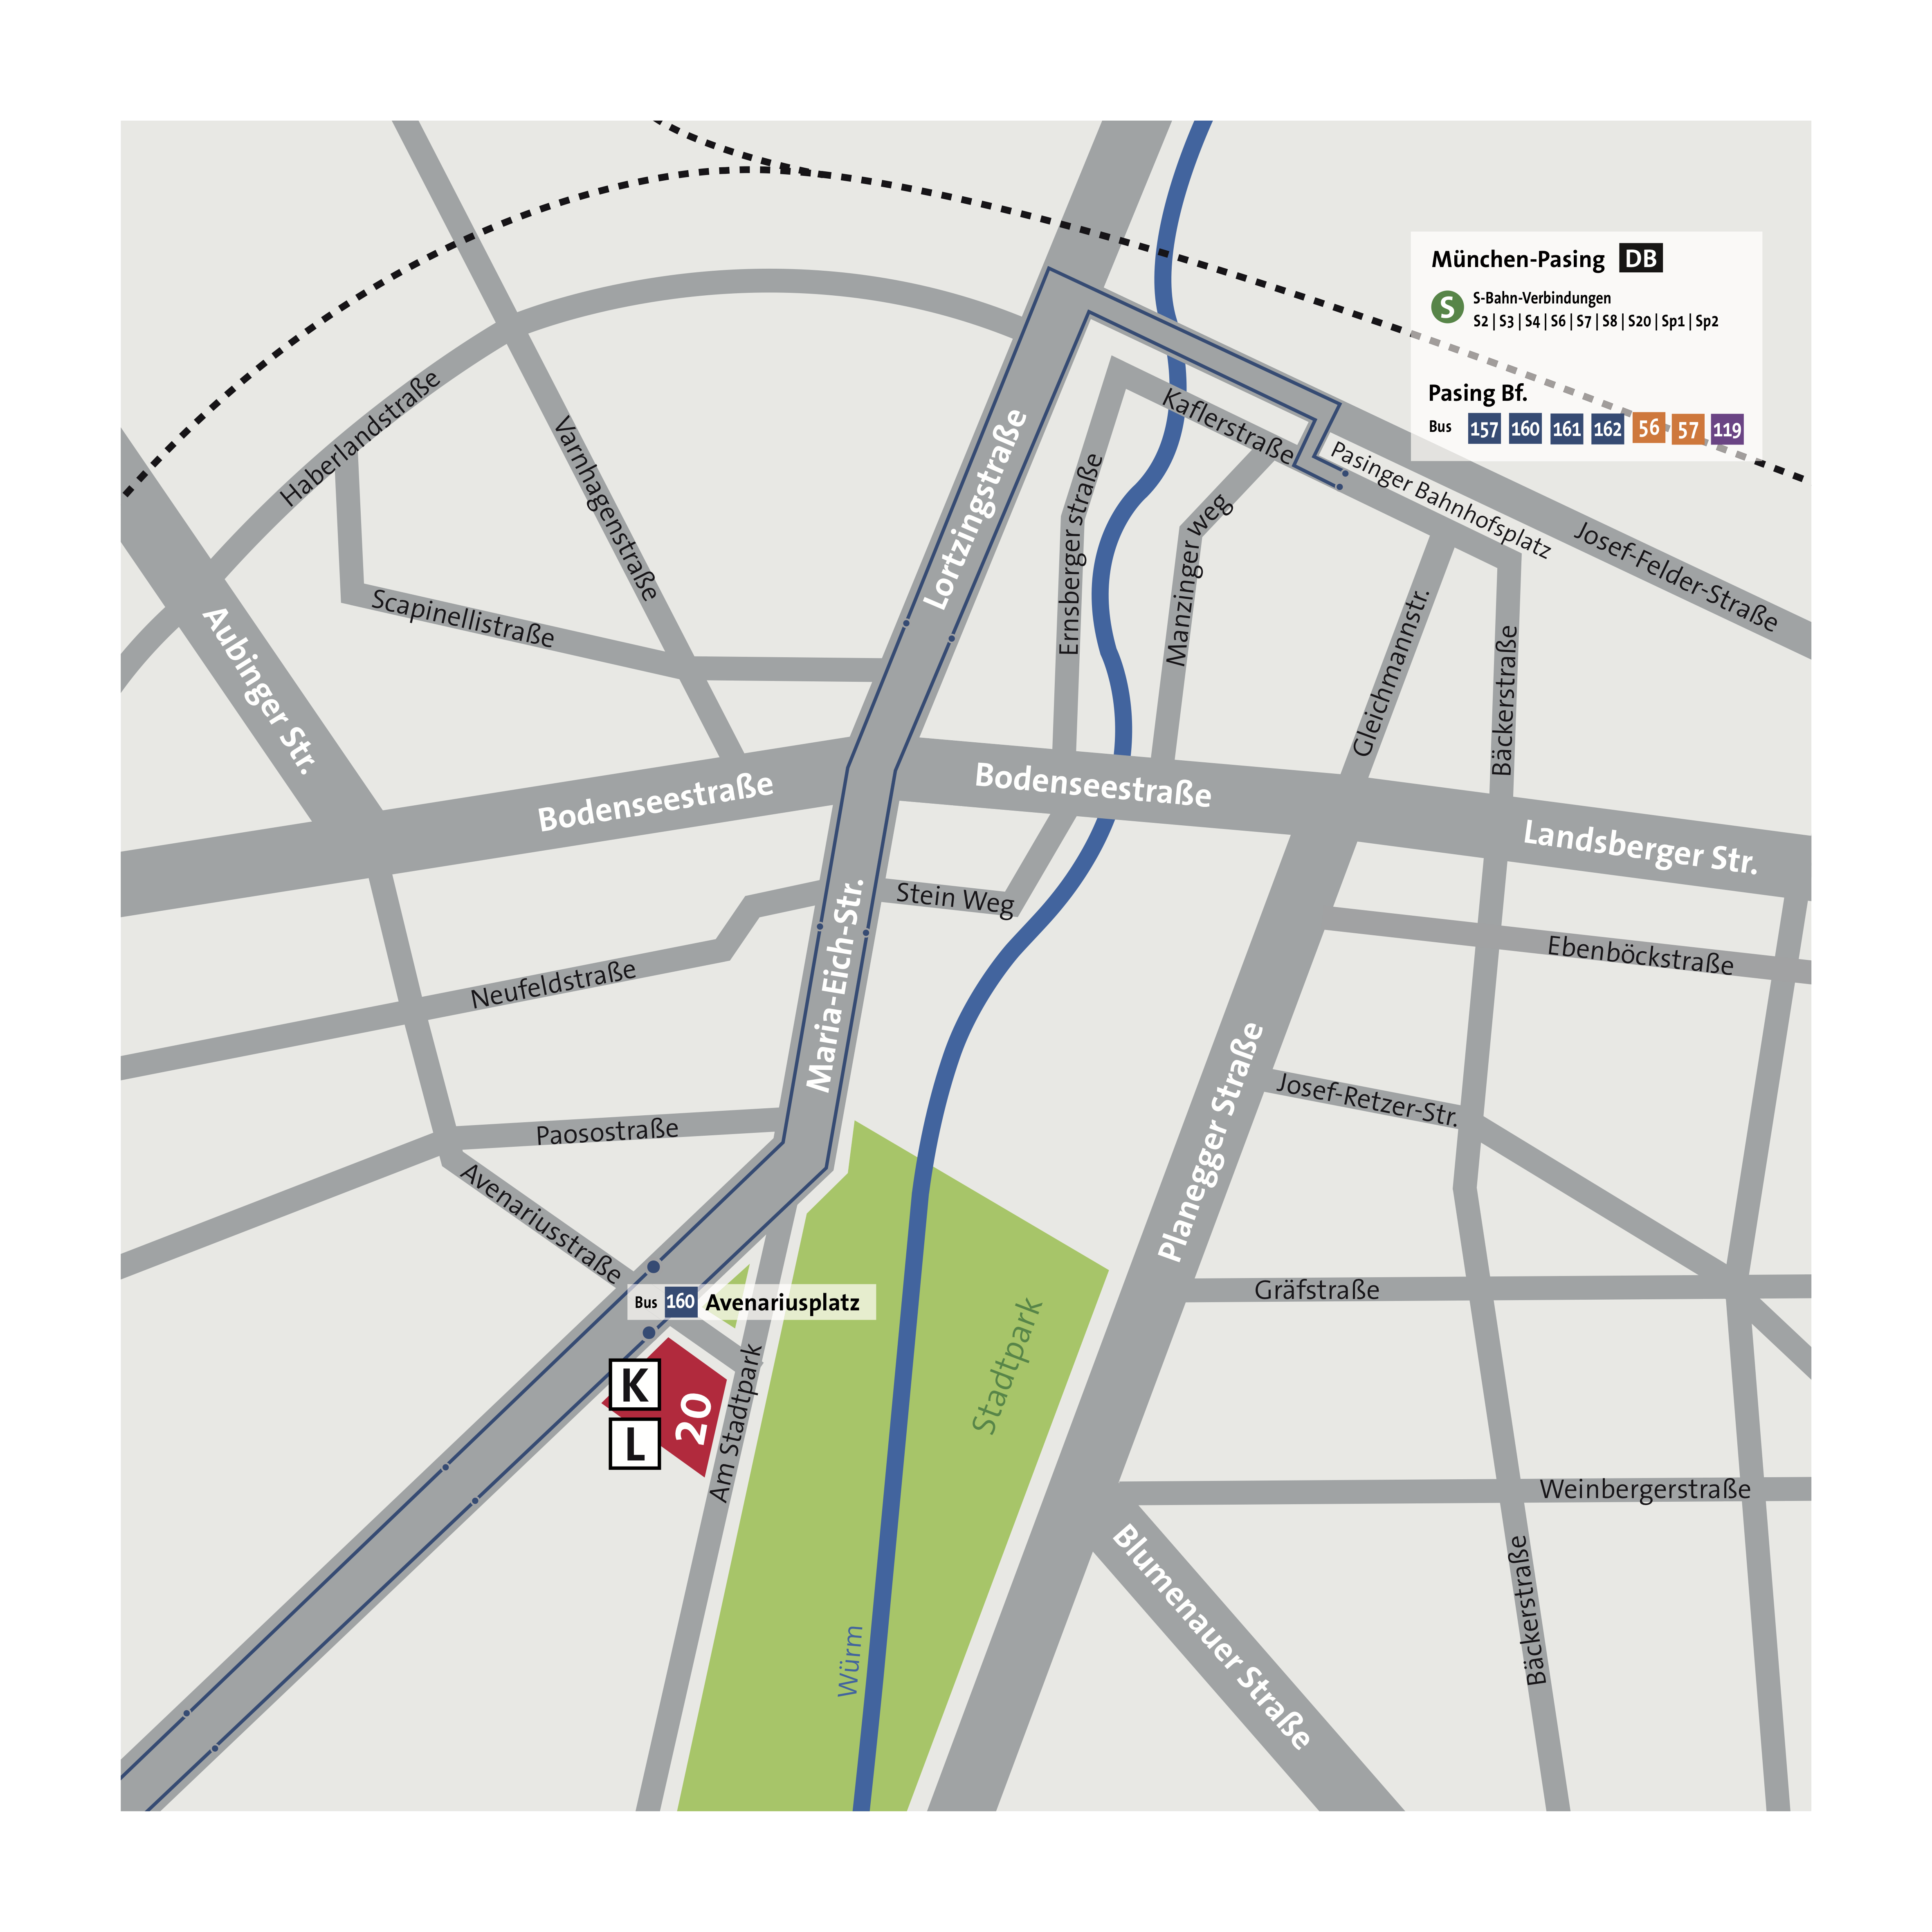 München-Pasing DB
S S-Bahn-Verbindungen
S2 | S3 | S4 | S6 | S7 | S8 | S20 | Sp1 | Sp2
Pasing Bf.
Bus 157 160 161 162 56 57 119
Haberlandstraße
Varnhagenstraße
Lortzingstraße
Kaflerstraße
Pasinger Bahnhofsplatz
Josef-Felder-Straße
Ernsberger straße
Manzinger weg
Gleichmannstr.
Bäckerstraße
Scapinellistraße
Aubinger Str.
Bodenseestraße
Bodenseestraße
Landsberger Str.
Stein Weg
Maria-Eich-Str.
Neufeldstraße
Ebenböckstraße
Planegger Straße
Josef-Retzer-Str.
Paosostraße
Avenariusstraße
Gräfstraße
Bus 160 Avenariusplatz
Stadtpark
K
L
20
Am Stadtpark
Weinbergerstraße
Blumenauer Straße
Bäckerstraße
Würm